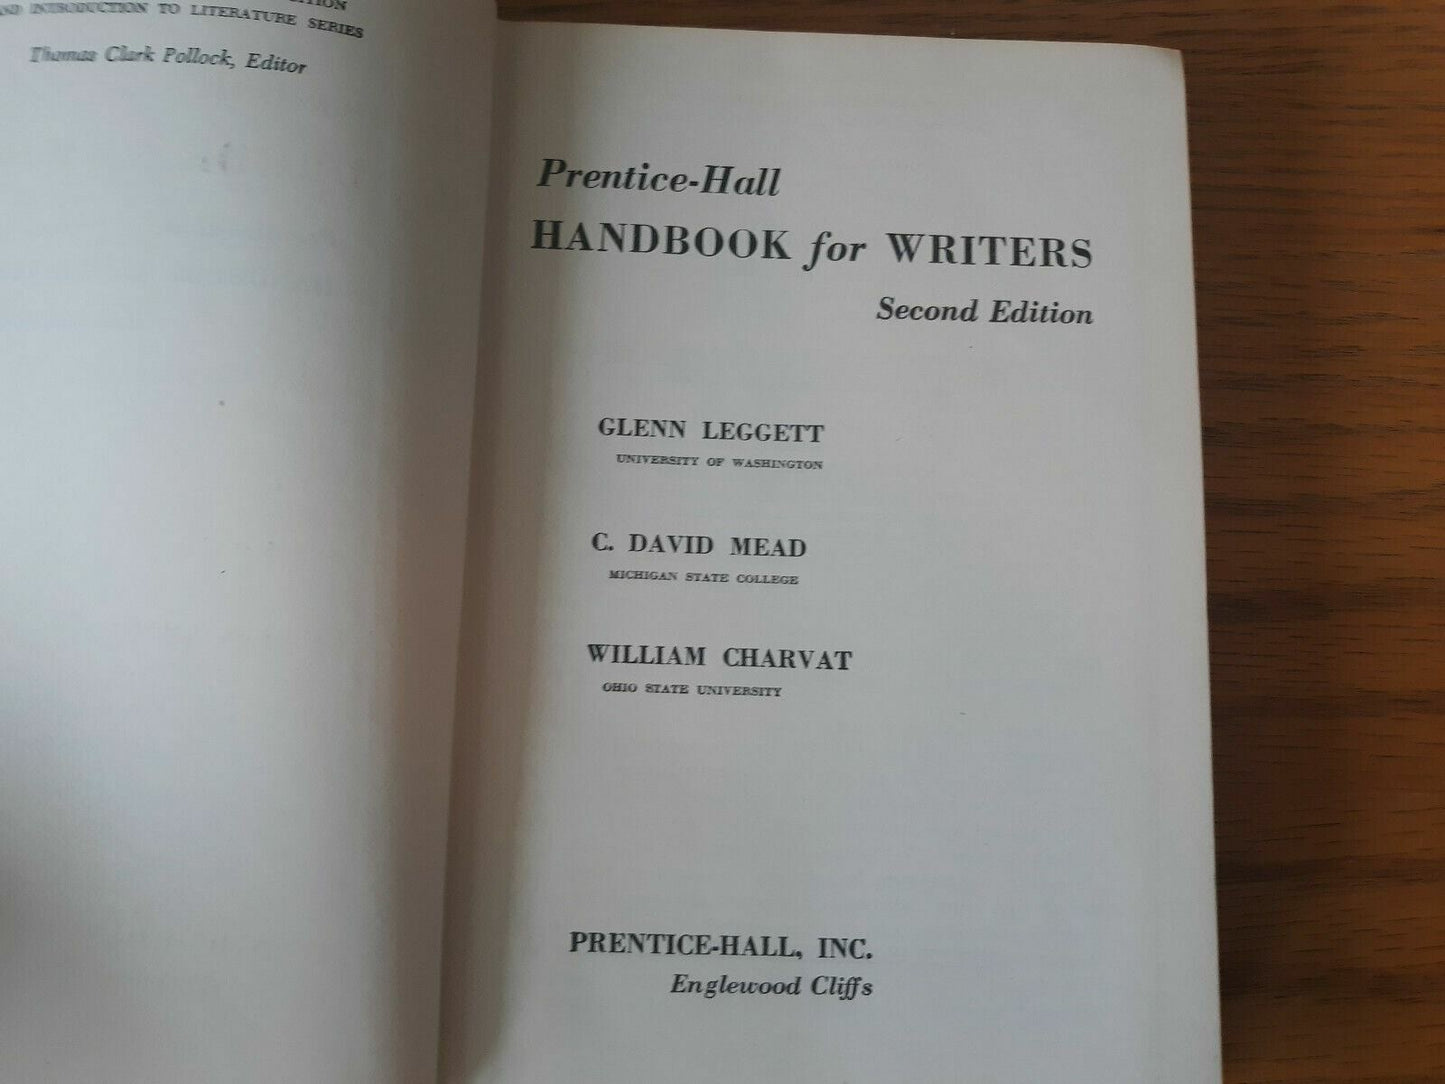 INTRODUCTION TO LITERATURE SERIES
Thomas Clark Pollock, Editor
Prentice-Hall
HANDBOOK for WRITERS
Second Edition
GLENN LEGGETT
UNIVERSITY OF WASHINGTON
C. DAVID MEAD
MICHIGAN STATE COLLEGE
WILLIAM CHARVAT
OHIO STATE UNIVERSITY
PRENTICE-HALL, INC.
Englewood Cliffs